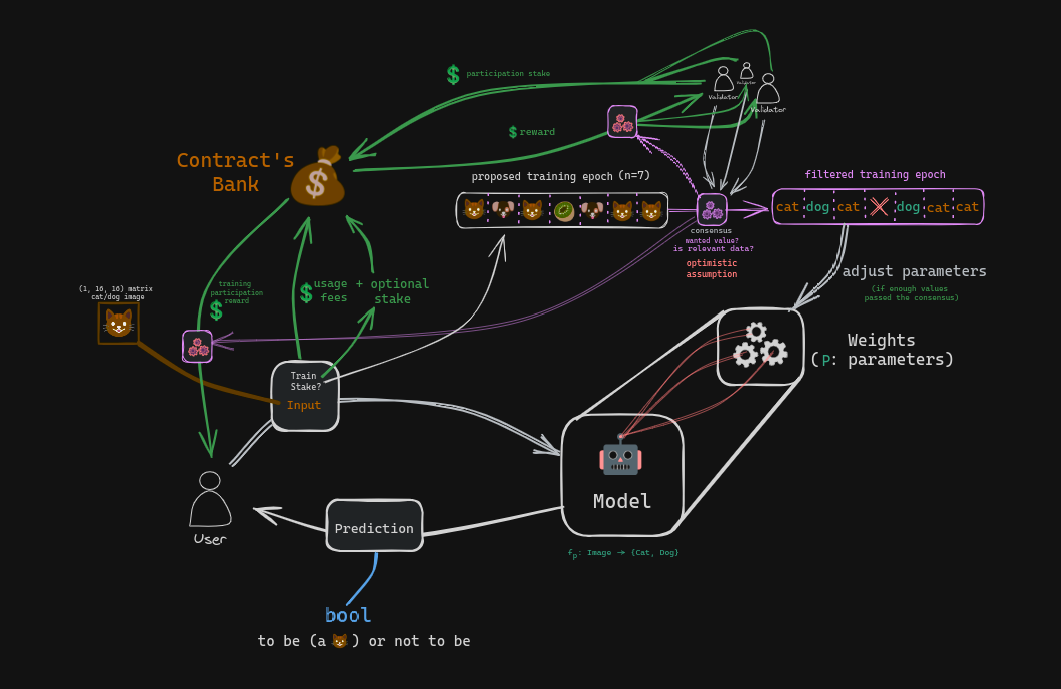 participation stake
Validator
Validator
Validator
reward
Contract's
Bank
proposed training epoch (n=7)
filtered training epoch
cat dog cat dog cat cat
consensus
wanted value?
is relevant data?
optimistic
assumption
adjust parameters
(if enough values
passed the consensus)
training
participation
reward
usage + optional
fees stake
(1, 16, 16) matrix
cat/dog image
Weights
(P: parameters)
Train
Stake?
Input
Model
User
Prediction
fp: Image → {Cat, Dog}
bool
to be (a 🐱) or not to be